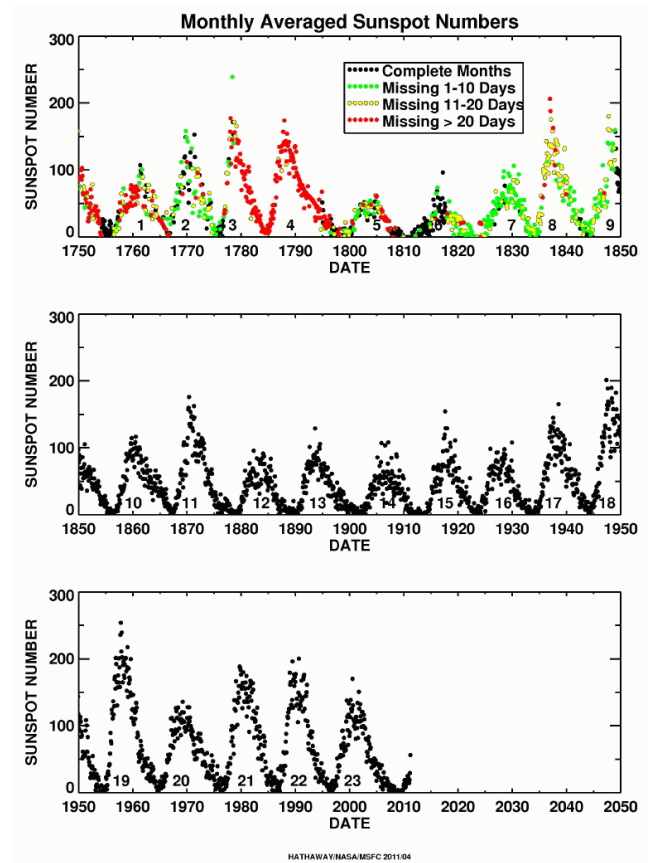 Monthly Averaged Sunspot Numbers
300
200
100
0
SUNSPOT NUMBER
Complete Months
Missing 1-10 Days
Missing 11-20 Days
Missing > 20 Days
1 2 3 4 5 6 7 8 9
1750 1760 1770 1780 1790 1800 1810 1820 1830 1840 1850
DATE
300
200
100
0
SUNSPOT NUMBER
10 11 12 13 14 15 16 17 18
1850 1860 1870 1880 1890 1900 1910 1920 1930 1940 1950
DATE
300
200
100
0
SUNSPOT NUMBER
19 20 21 22 23
1950 1960 1970 1980 1990 2000 2010 2020 2030 2040 2050
DATE
HATHAWAY/NASA/MSFC 2011/04